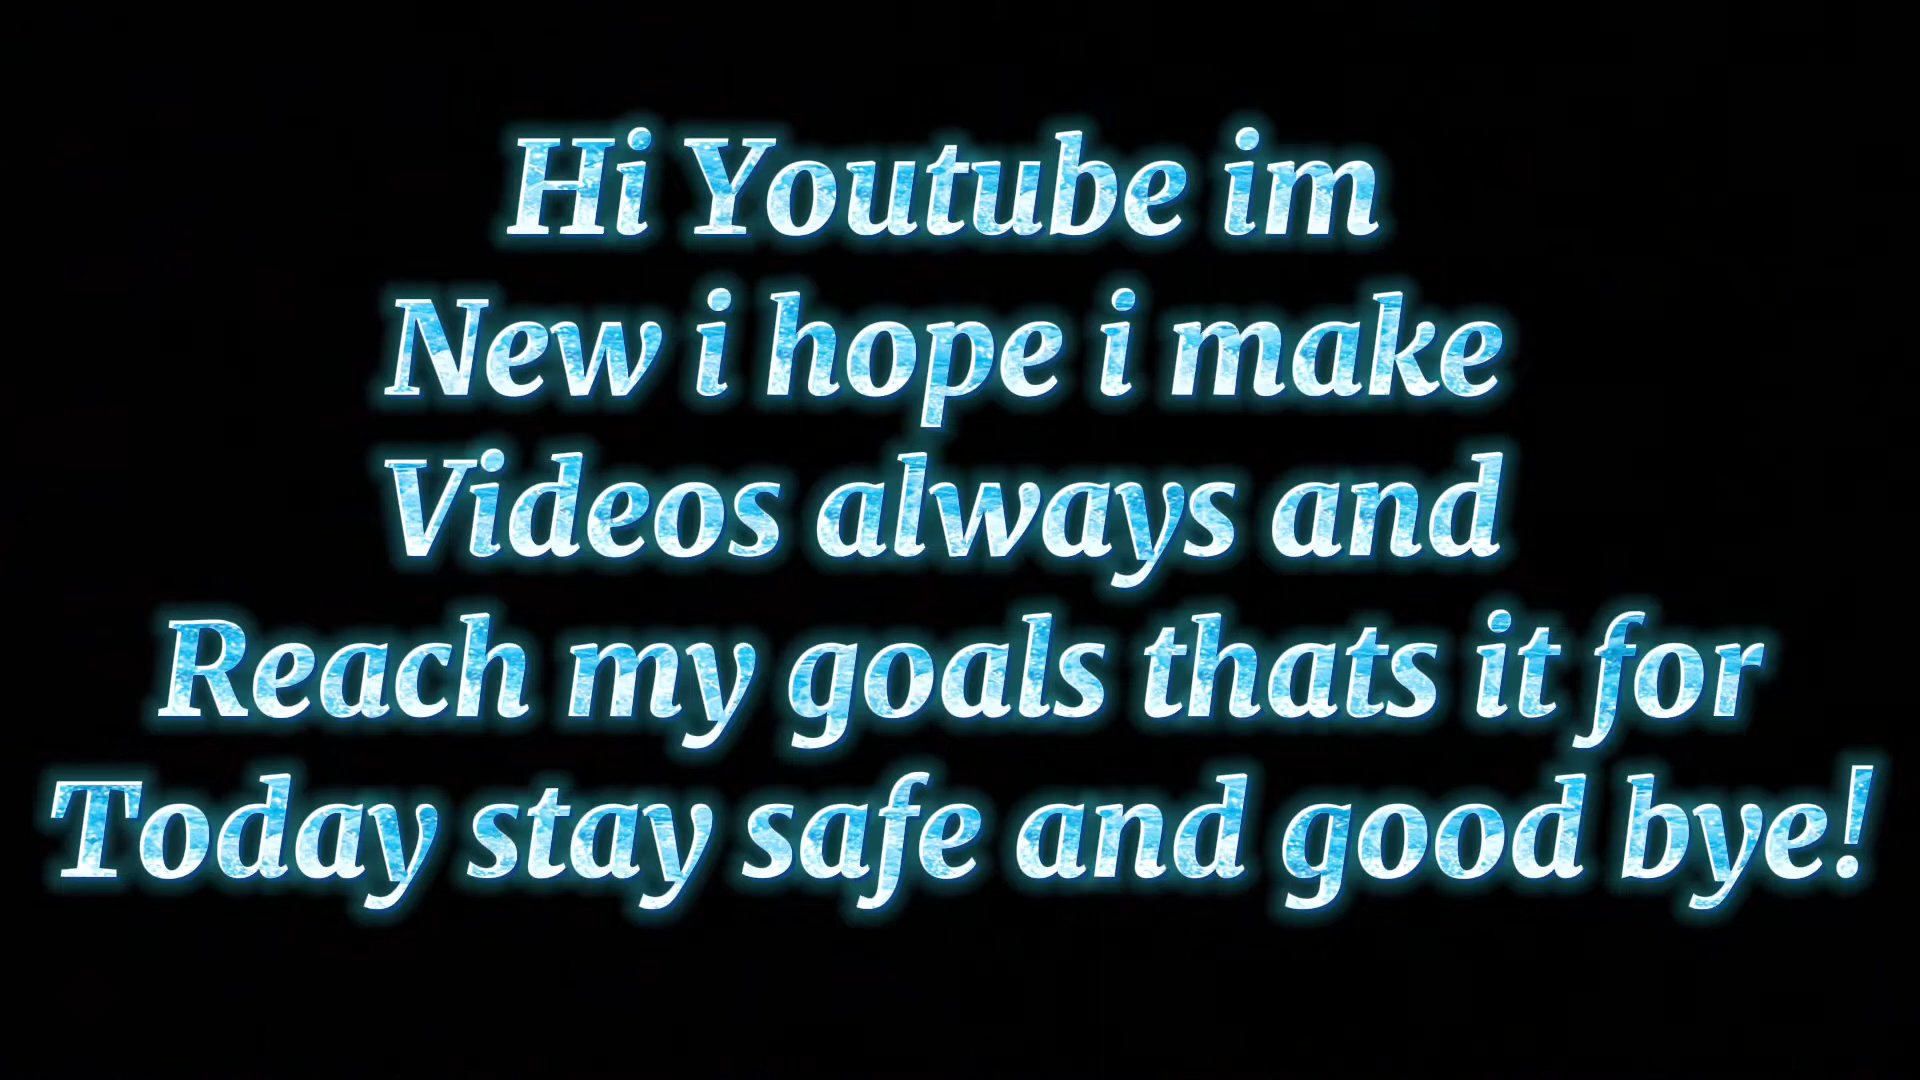 Hi Youtube im
New i hope i make
Videos always and
Reach my goals thats it for
Today stay safe and good bye!